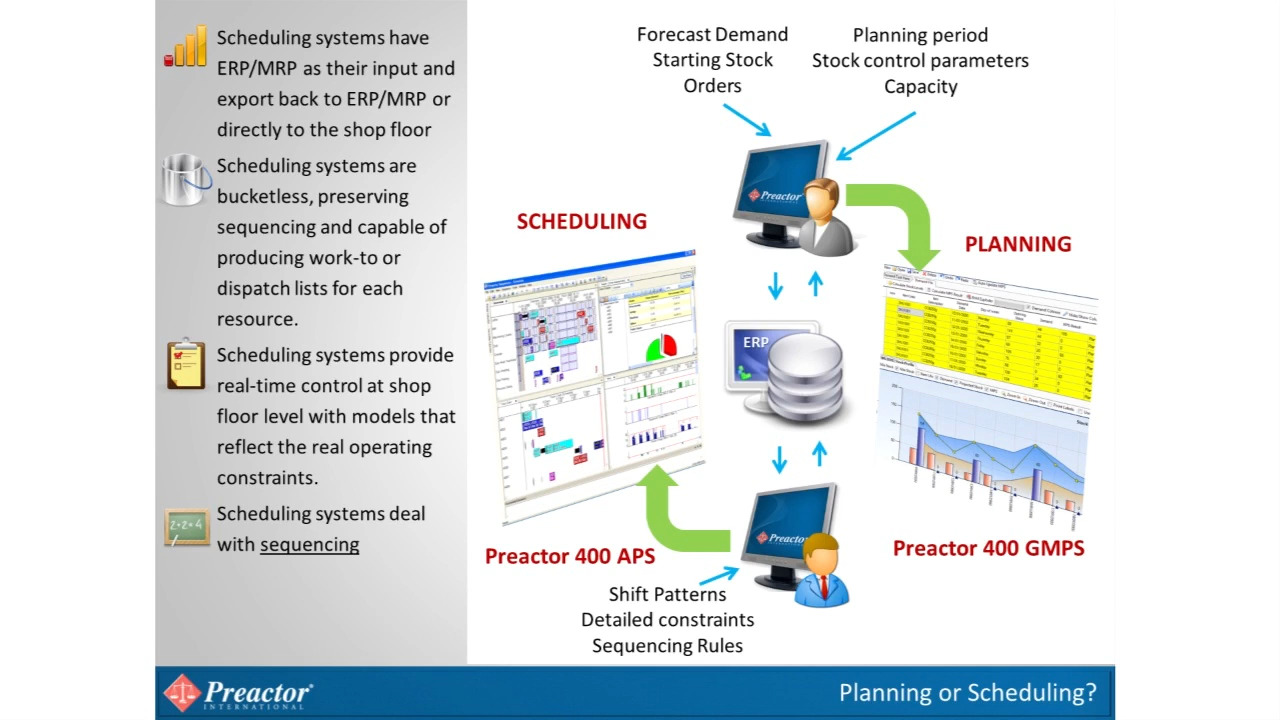 Scheduling systems have
ERP/MRP as their input and
export back to ERP/MRP or
directly to the shop floor
Scheduling systems are
bucketless, preserving
sequencing and capable of
producing work-to or
dispatch lists for each
resource.
Scheduling systems provide
real-time control at shop
floor level with models that
reflect the real operating
constraints.
2×2=4
Scheduling systems deal
with sequencing
Forecast Demand
Starting Stock
Orders
Planning period
Stock control parameters
Capacity
Preactor
INTERNATIONAL
SCHEDULING
PLANNING
ERP
Preactor
Preactor 400 APS
Preactor 400 GMPS
Shift Patterns
Detailed constraints
Sequencing Rules
Preactor
INTERNATIONAL
Planning or Scheduling?